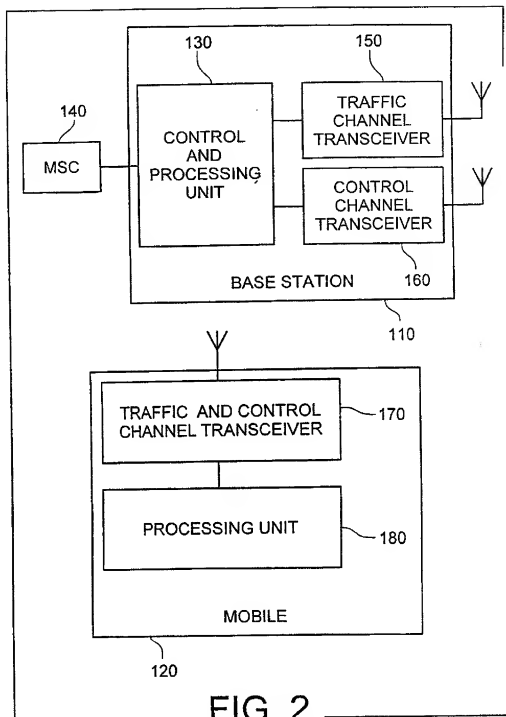 130
150
140
MSC
CONTROL
AND
PROCESSING
UNIT
TRAFFIC
CHANNEL
TRANSCEIVER
CONTROL
CHANNEL
TRANSCEIVER
160
BASE STATION
110
TRAFFIC AND CONTROL
CHANNEL TRANSCEIVER
170
PROCESSING UNIT
180
MOBILE
120
FIG. 2